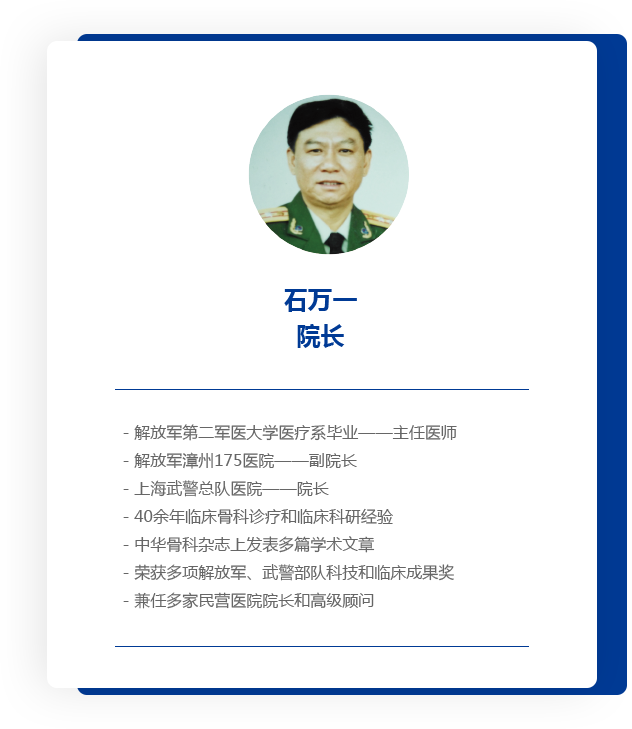 石万一
院长
- 解放军第二军医大学医疗系毕业——主任医师
- 解放军漳州175医院——副院长
- 上海武警总队医院——院长
- 40余年临床骨科诊疗和临床科研经验
- 中华骨科杂志上发表多篇学术文章
- 荣获多项解放军、武警部队科技和临床成果奖
- 兼任多家民营医院院长和高级顾问